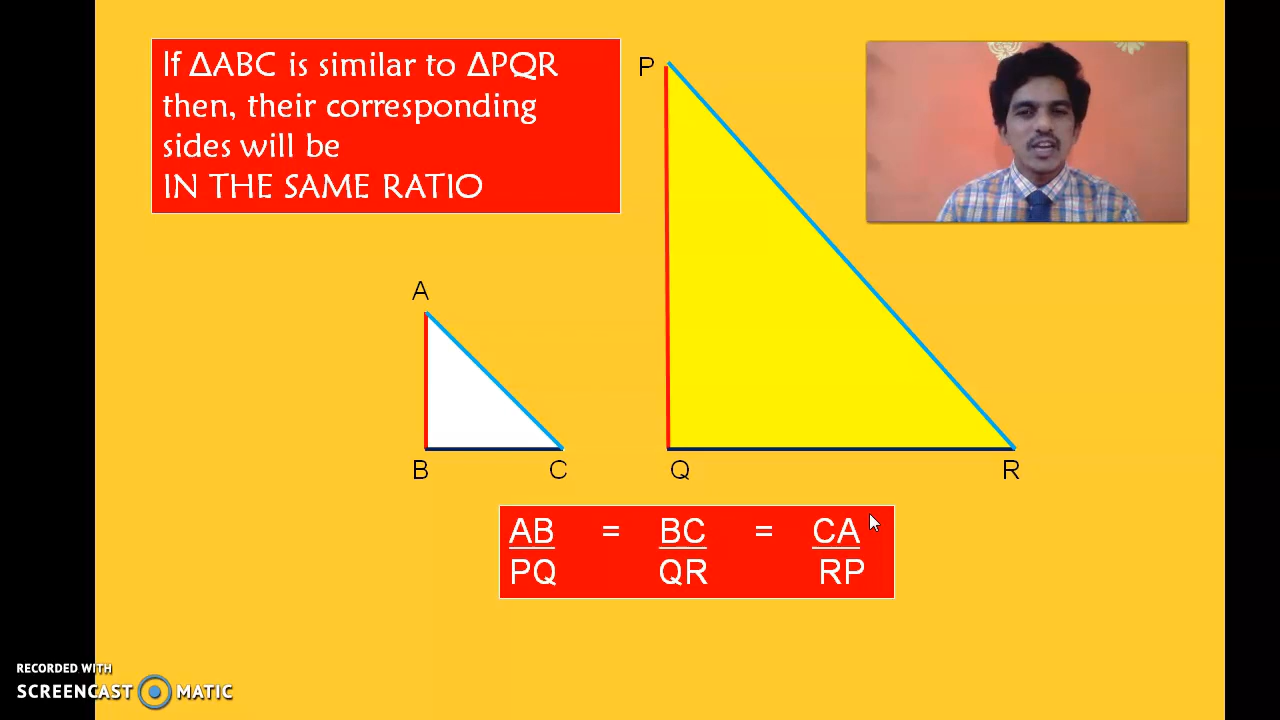 If ΔABC is similar to ΔPQR
then, their corresponding
sides will be
IN THE SAME RATIO
P
A
B
C
Q
R
AB = BC = CA
PQ QR RP
RECORDED WITH
SCREENCAST MATIC